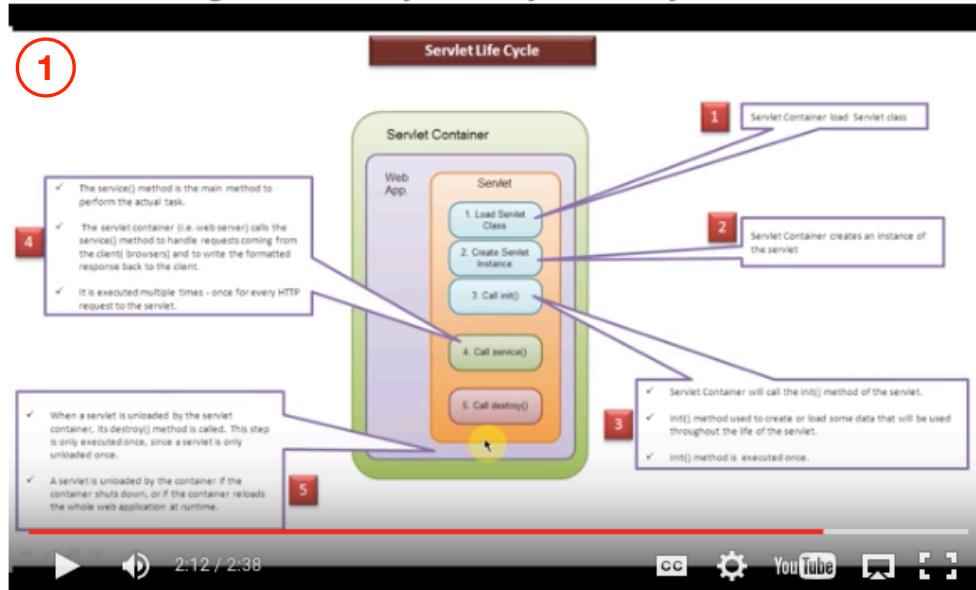 1
Servlet Life Cycle
Servlet Container
Web
App.
Servlet
1. Load Servlet
Class
2. Create Servlet
Instance
3. Call init()
4. Call service()
5. Call destroy()
1
Servlet Container load Servlet class
2
Servlet Container creates an instance of
the servlet
3
✓ Servlet Container will call the init() method of the servlet.
✓ Init() method used to create or load some data that will be used
throughout the life of the servlet.
✓ Init() method is executed once.
4
✓ The service() method is the main method to
perform the actual task.
✓ The servlet container (i.e. web server) calls the
service() method to handle requests coming from
the client( browsers) and to write the formatted
response back to the client.
✓ It is executed multiple times - once for every HTTP
request to the servlet.
✓ When a servlet is unloaded by the servlet
container, its destroy() method is called. This step
is only executed once, since a servlet is only
unloaded once.
✓ A servlet is unloaded by the container if the
container shuts down, or if the container reloads
the whole web application at runtime.
5
2:12 / 2:38
CC
YouTube